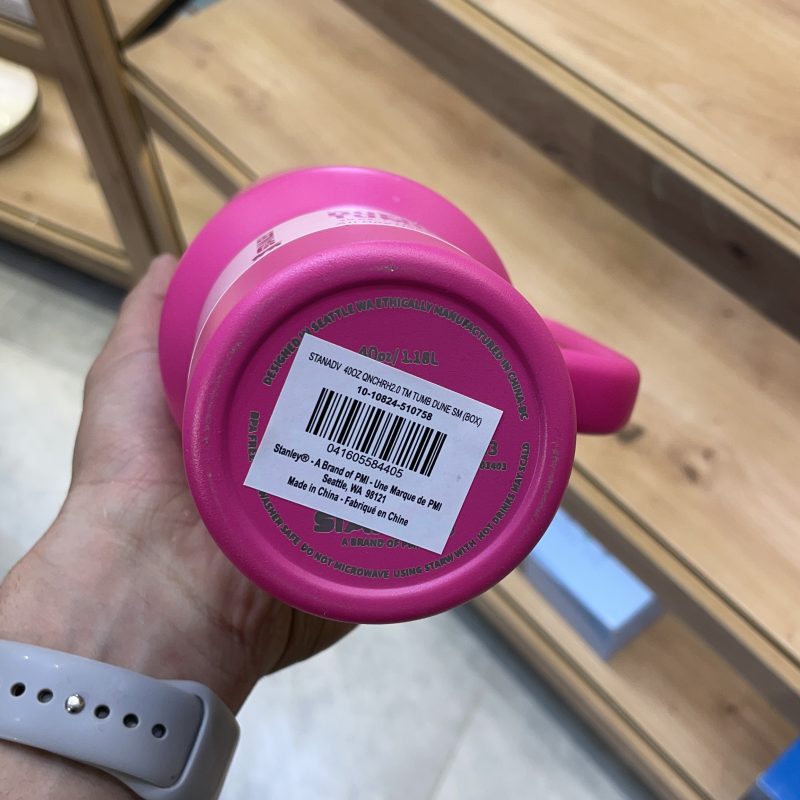 DESIGNED IN SEATTLE WA ETHICALLY MANUFACTURED IN CHINA
40oz/1.18L
STANADV 40OZ QNCHRH2.0 TM TUMB DUNE SM (BOX)
10-10824-510758
041605584405
Stanley® - A Brand of PMI - Une Marque de PMI
Seattle, WA 98121
Made in China - Fabriqué en Chine
A BRAND OF
SAFE DO NOT MICROWAVE USING STRAW WITH HOT DRINKS MAY SCALD